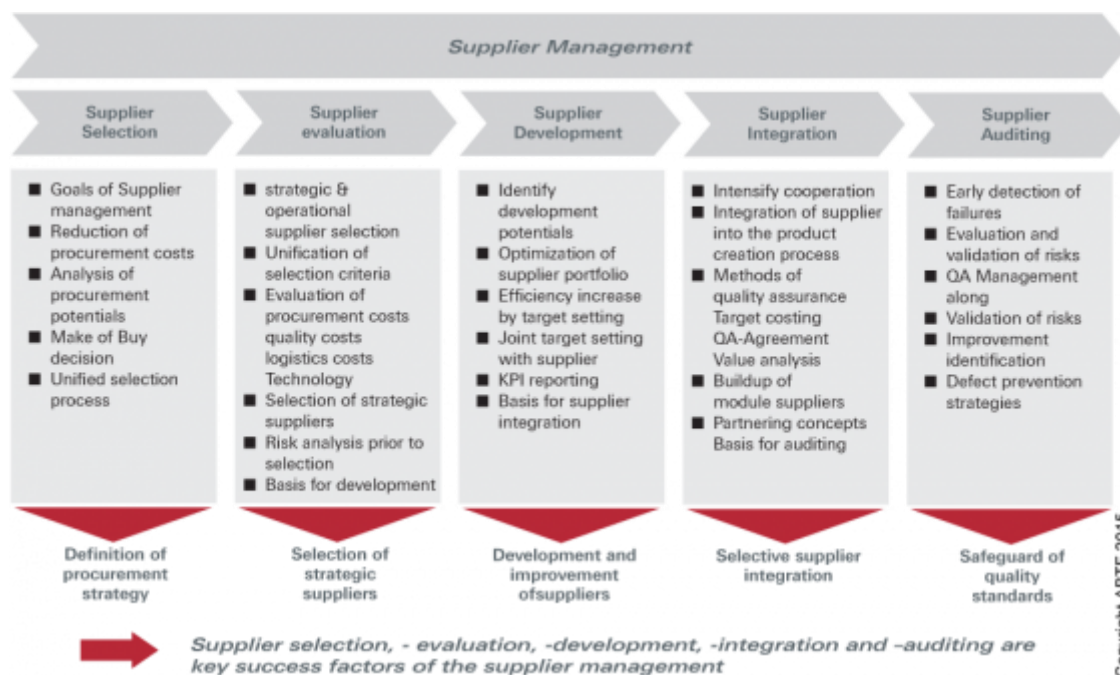 Supplier Management
Supplier
Selection
Supplier
evaluation
Supplier
Development
Supplier
Integration
Supplier
Auditing
■ Goals of Supplier
management
■ Reduction of
procurement costs
■ Analysis of
procurement
potentials
■ Make of Buy
decision
■ Unified selection
process
■ strategic &
operational
supplier selection
■ Unification of
selection criteria
■ Evaluation of
procurement costs
quality costs
logistics costs
Technology
■ Selection of strategic
suppliers
■ Risk analysis prior to
selection
■ Basis for development
■ Identify
development
potentials
■ Optimization of
supplier portfolio
■ Efficiency increase
by target setting
■ Joint target setting
with supplier
■ KPI reporting
■ Basis for supplier
integration
■ Intensify cooperation
■ Integration of supplier
into the product
creation process
■ Methods of
quality assurance
Target costing
QA-Agreement
Value analysis
■ Buildup of
module suppliers
■ Partnering concepts
Basis for auditing
■ Early detection of
failures
■ Evaluation and
validation of risks
■ QA Management
along
■ Validation of risks
■ Improvement
identification
■ Defect prevention
strategies
Definition of
procurement
strategy
Selection of
strategic
suppliers
Development and
improvement
ofsuppliers
Selective supplier
integration
Safeguard of
quality
standards
Supplier selection, - evaluation, -development, -integration and –auditing are
key success factors of the supplier management